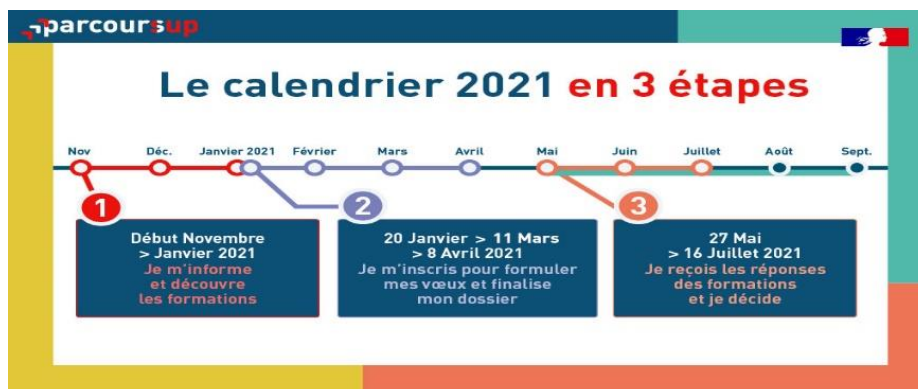 parcoursup
Le calendrier 2021 en 3 étapes
Nov Déc. Janvier 2021 Février Mars Avril Mai Juin Juillet Août Sept.
1
Début Novembre
> Janvier 2021
Je m'informe
et découvre
les formations
2
20 Janvier > 11 Mars
> 8 Avril 2021
Je m'inscris pour formuler
mes vœux et finalise
mon dossier
3
27 Mai
> 16 Juillet 2021
Je reçois les réponses
des formations
et je décide